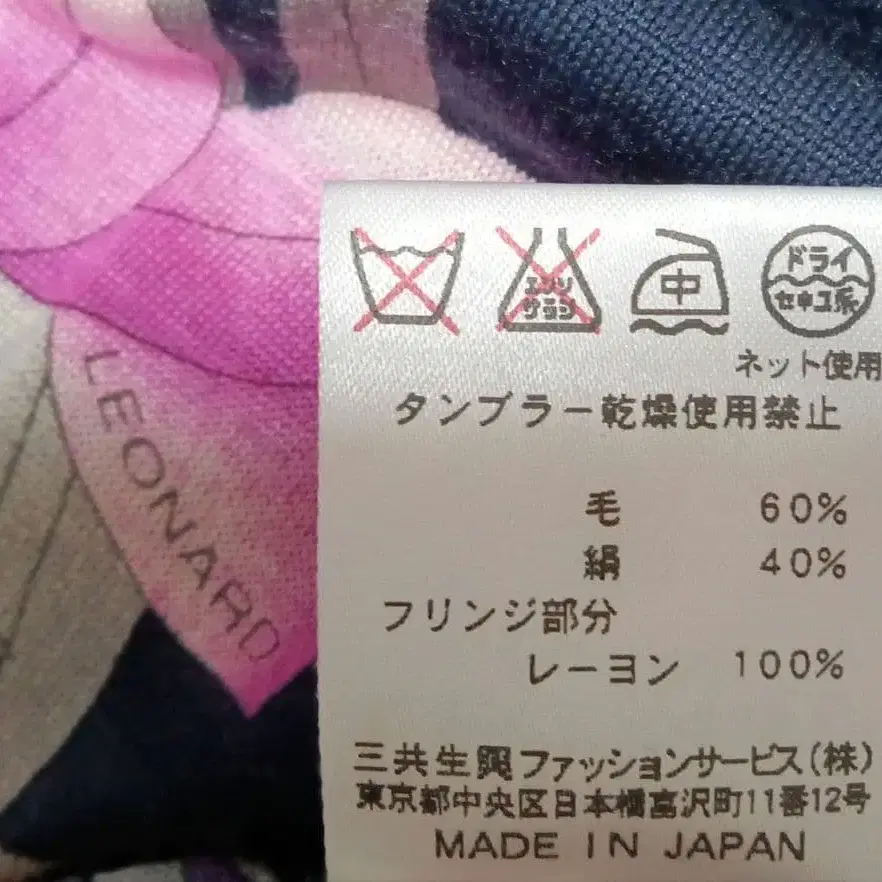 LEONARD
エンソ
サラシ
中
ドライ
セキユ系
ネット使用
タンブラー乾燥使用禁止
毛 60%
絹 40%
フリンジ部分
レーヨン 100%
三共生興ファッションサービス(株)
東京都中央区日本橋富沢町11番12号
MADE IN JAPAN